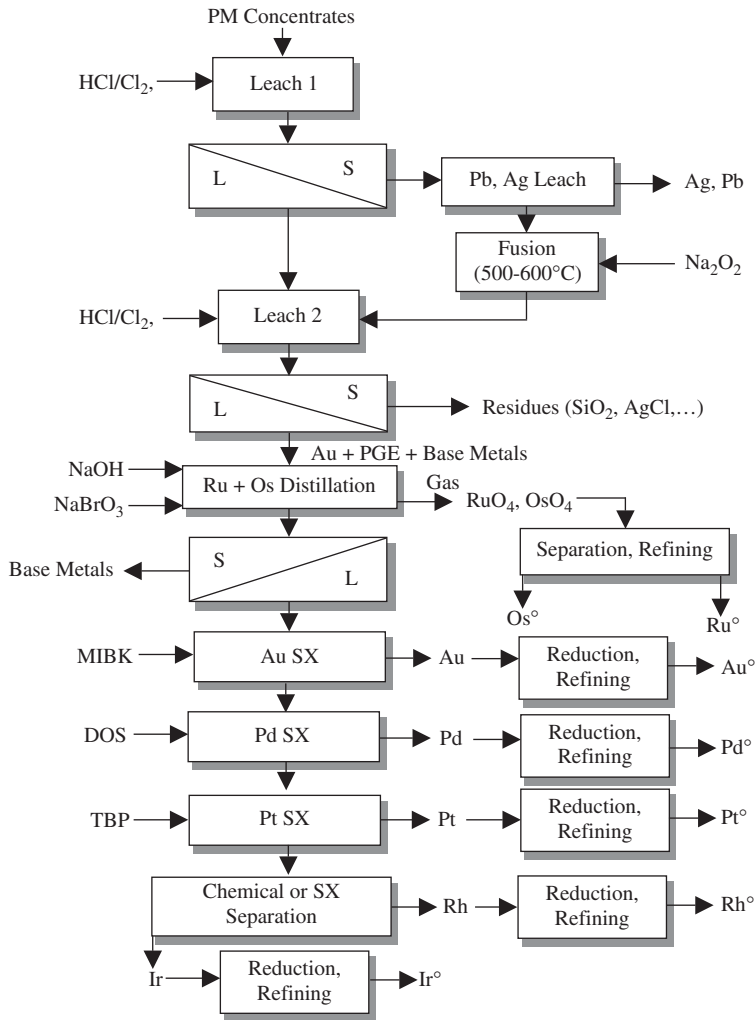 PM Concentrates
HCl/Cl₂,
Leach 1
L
S
Pb, Ag Leach
Ag, Pb
Fusion
(500-600°C)
Na₂O₂
HCl/Cl₂,
Leach 2
L
S
Residues (SiO₂, AgCl,…)
Au + PGE + Base Metals
NaOH
NaBrO₃
Ru + Os Distillation
Gas
RuO₄, OsO₄
Separation, Refining
Os°
Ru°
Base Metals
S
L
MIBK
Au SX
Au
Reduction,
Refining
Au°
DOS
Pd SX
Pd
Reduction,
Refining
Pd°
TBP
Pt SX
Pt
Reduction,
Refining
Pt°
Chemical or SX
Separation
Rh
Reduction,
Refining
Rh°
Ir
Reduction,
Refining
Ir°